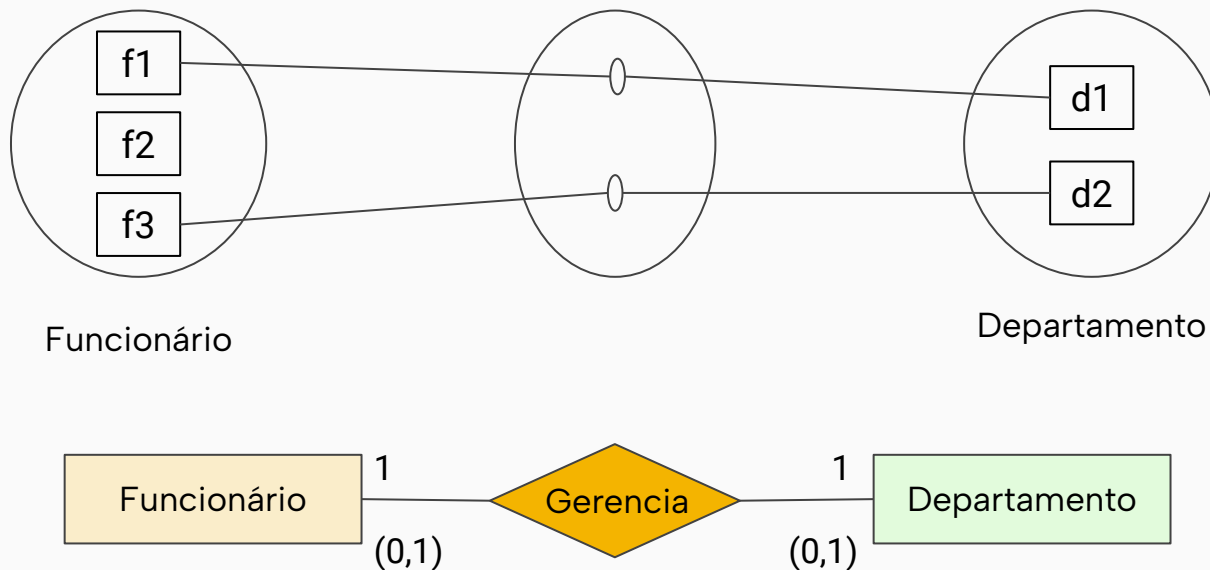 f1
f2
f3
d1
d2
Funcionário
Departamento
Funcionário
1
(0,1)
Gerencia
1
(0,1)
Departamento